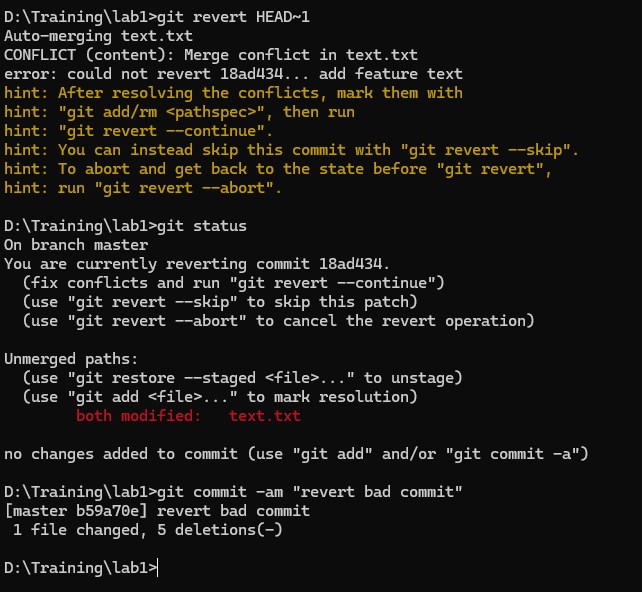 D:\Training\lab1>git revert HEAD~1
Auto-merging text.txt
CONFLICT (content): Merge conflict in text.txt
error: could not revert 18ad434... add feature text
hint: After resolving the conflicts, mark them with
hint: "git add/rm <pathspec>", then run
hint: "git revert --continue".
hint: You can instead skip this commit with "git revert --skip".
hint: To abort and get back to the state before "git revert",
hint: run "git revert --abort".
D:\Training\lab1>git status
On branch master
You are currently reverting commit 18ad434.
  (fix conflicts and run "git revert --continue")
  (use "git revert --skip" to skip this patch)
  (use "git revert --abort" to cancel the revert operation)
Unmerged paths:
  (use "git restore --staged <file>..." to unstage)
  (use "git add <file>..." to mark resolution)
        both modified:   text.txt
no changes added to commit (use "git add" and/or "git commit -a")
D:\Training\lab1>git commit -am "revert bad commit"
[master b59a70e] revert bad commit
 1 file changed, 5 deletions(-)
D:\Training\lab1>